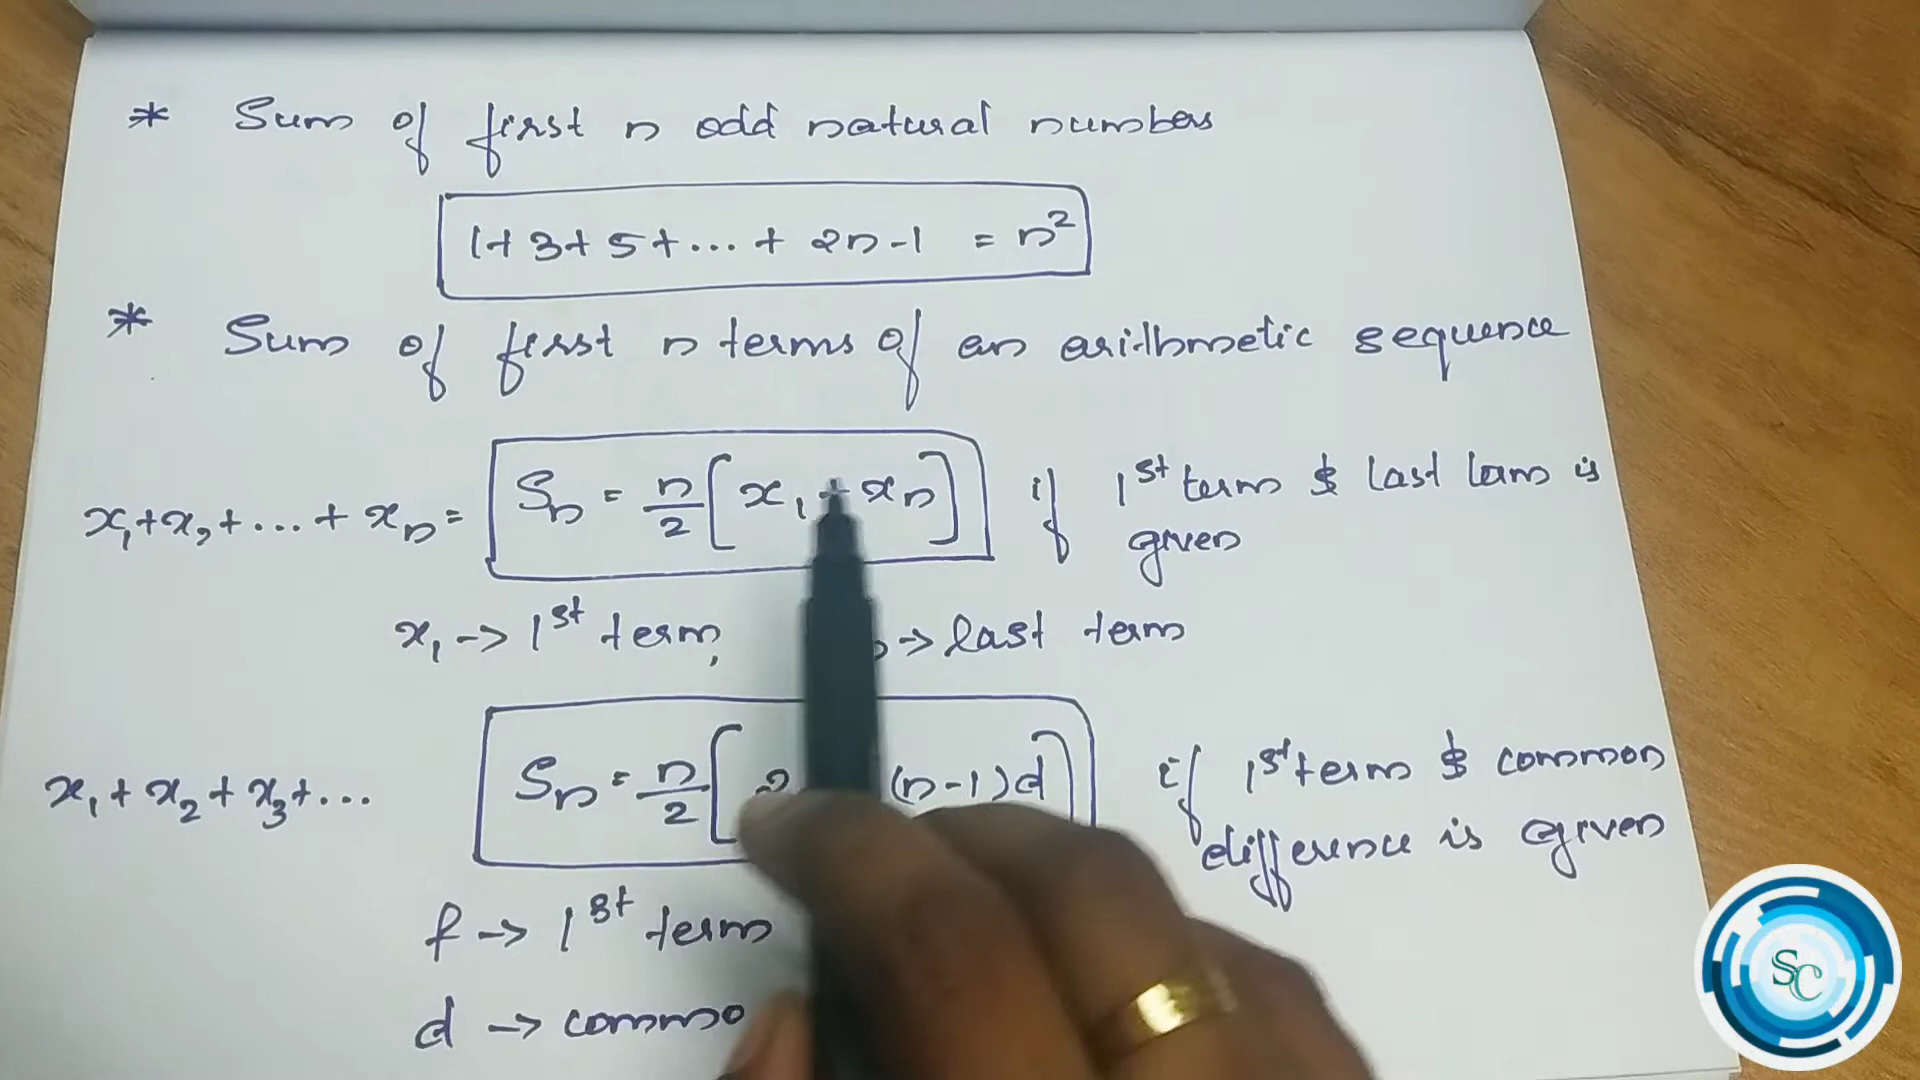 * Sum of first n odd natural numbers
1+3+5+...+ 2n-1 = n²
* Sum of first n terms of an arithmetic sequence
x₁+x₂+...+xₙ = Sₙ = n/2 [x₁ + xₙ] if 1st term & last term is given
x₁ → 1st term, → last term
x₁ + x₂ + x₃ + ... Sₙ = n/2 [2 (n-1)d] if 1st term & common difference is given
f → 1st term
d → commo
SC